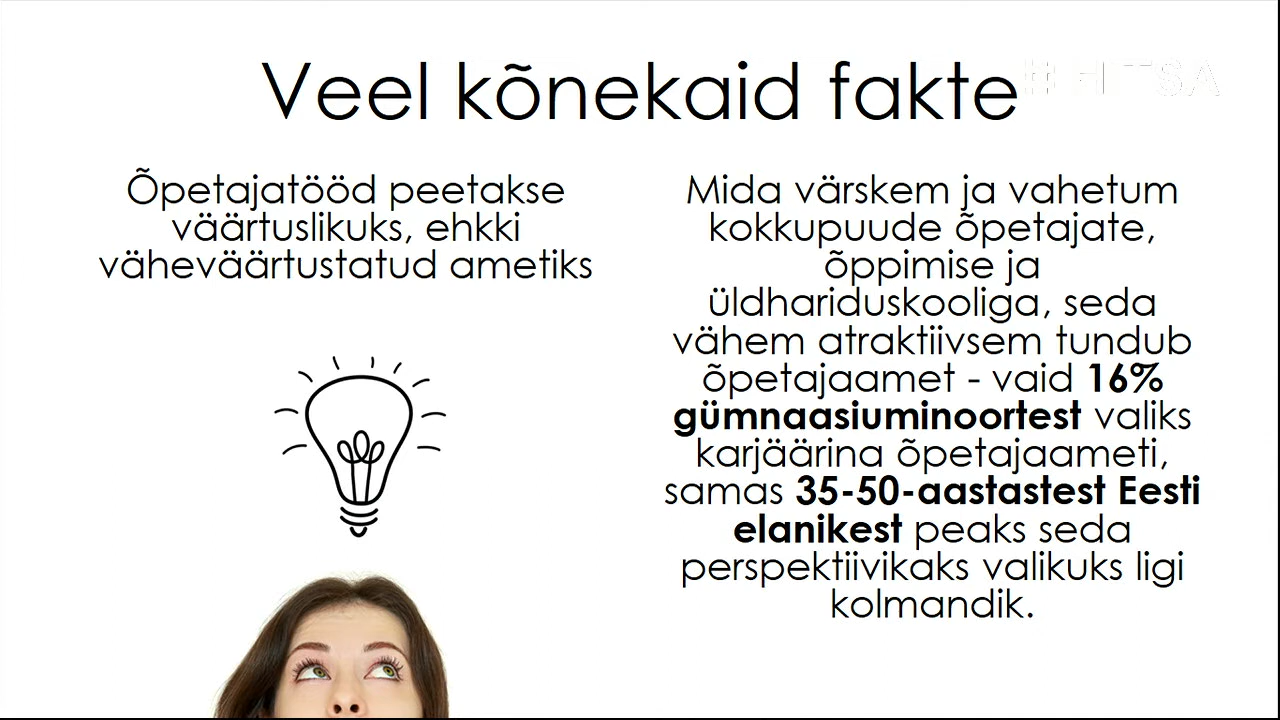 Veel kõnekaid fakte
HITSA
Õpetajatööd peetakse
väärtuslikuks, ehkki
väheväärtustatud ametiks
Mida värskem ja vahetum
kokkupuude õpetajate,
õppimise ja
üldhariduskooliga, seda
vähem atraktiivsem tundub
õpetajaamet - vaid 16%
gümnaasiuminoortest valiks
karjäärina õpetajaameti,
samas 35-50-aastastest Eesti
elanikest peaks seda
perspektiivikaks valikuks ligi
kolmandik.